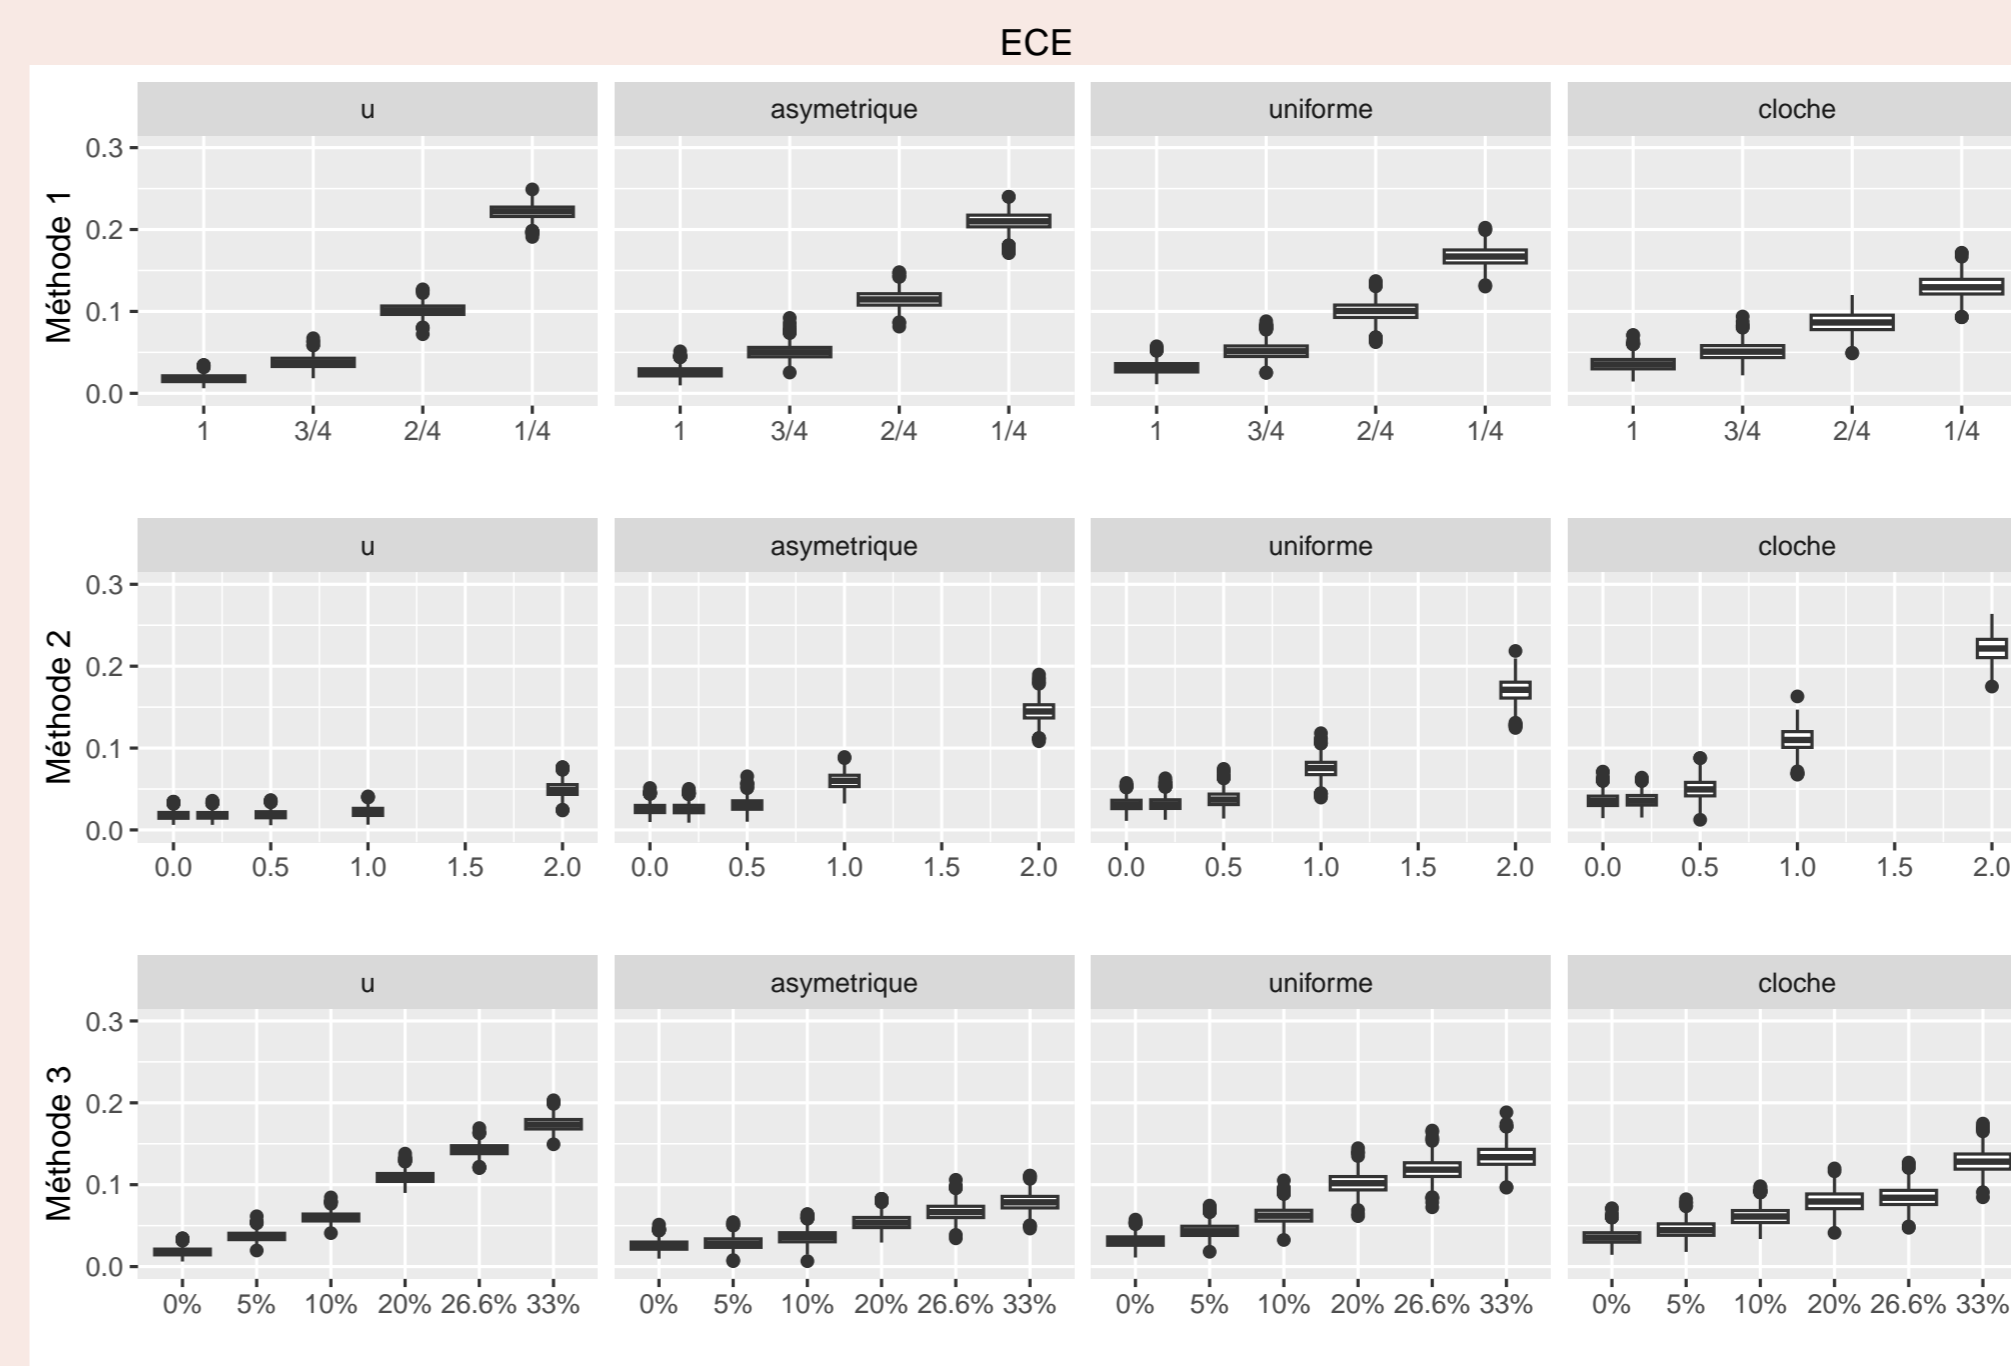 ECE
u asymetrique uniforme cloche
Méthode 1
0.3
0.2
0.1
0.0
1 3/4 2/4 1/4 1 3/4 2/4 1/4 1 3/4 2/4 1/4 1 3/4 2/4 1/4
u asymetrique uniforme cloche
Méthode 2
0.3
0.2
0.1
0.0
0.0 0.5 1.0 1.5 2.0 0.0 0.5 1.0 1.5 2.0 0.0 0.5 1.0 1.5 2.0 0.0 0.5 1.0 1.5 2.0
u asymetrique uniforme cloche
Méthode 3
0.3
0.2
0.1
0.0
0% 5% 10% 20% 26.6% 33% 0% 5% 10% 20% 26.6% 33% 0% 5% 10% 20% 26.6% 33% 0% 5% 10% 20% 26.6% 33%